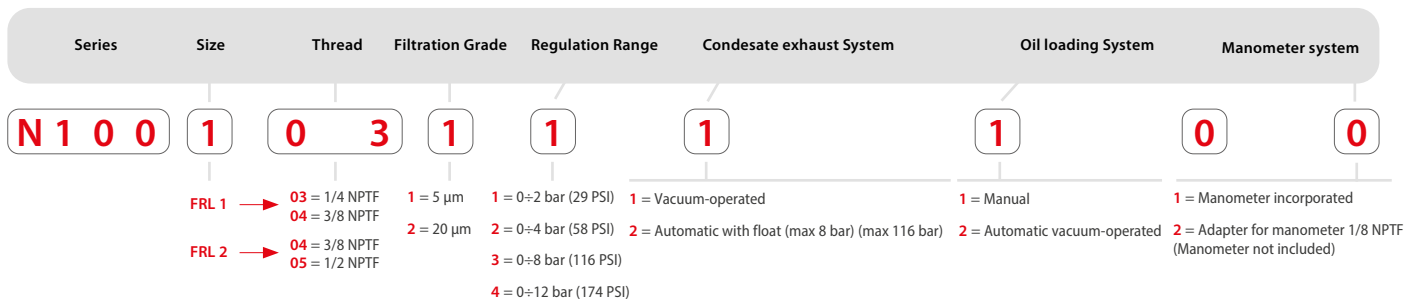 Series Size Thread Filtration Grade Regulation Range Condesate exhaust System Oil loading System Manometer system
N 1 0 0 1 0 3 1 1 1 1 0 0
FRL 1
03 = 1/4 NPTF
04 = 3/8 NPTF
FRL 2
04 = 3/8 NPTF
05 = 1/2 NPTF
1 = 5 µm
2 = 20 µm
1 = 0÷2 bar (29 PSI)
2 = 0÷4 bar (58 PSI)
3 = 0÷8 bar (116 PSI)
4 = 0÷12 bar (174 PSI)
1 = Vacuum-operated
2 = Automatic with float (max 8 bar) (max 116 bar)
1 = Manual
2 = Automatic vacuum-operated
1 = Manometer incorporated
2 = Adapter for manometer 1/8 NPTF
(Manometer not included)